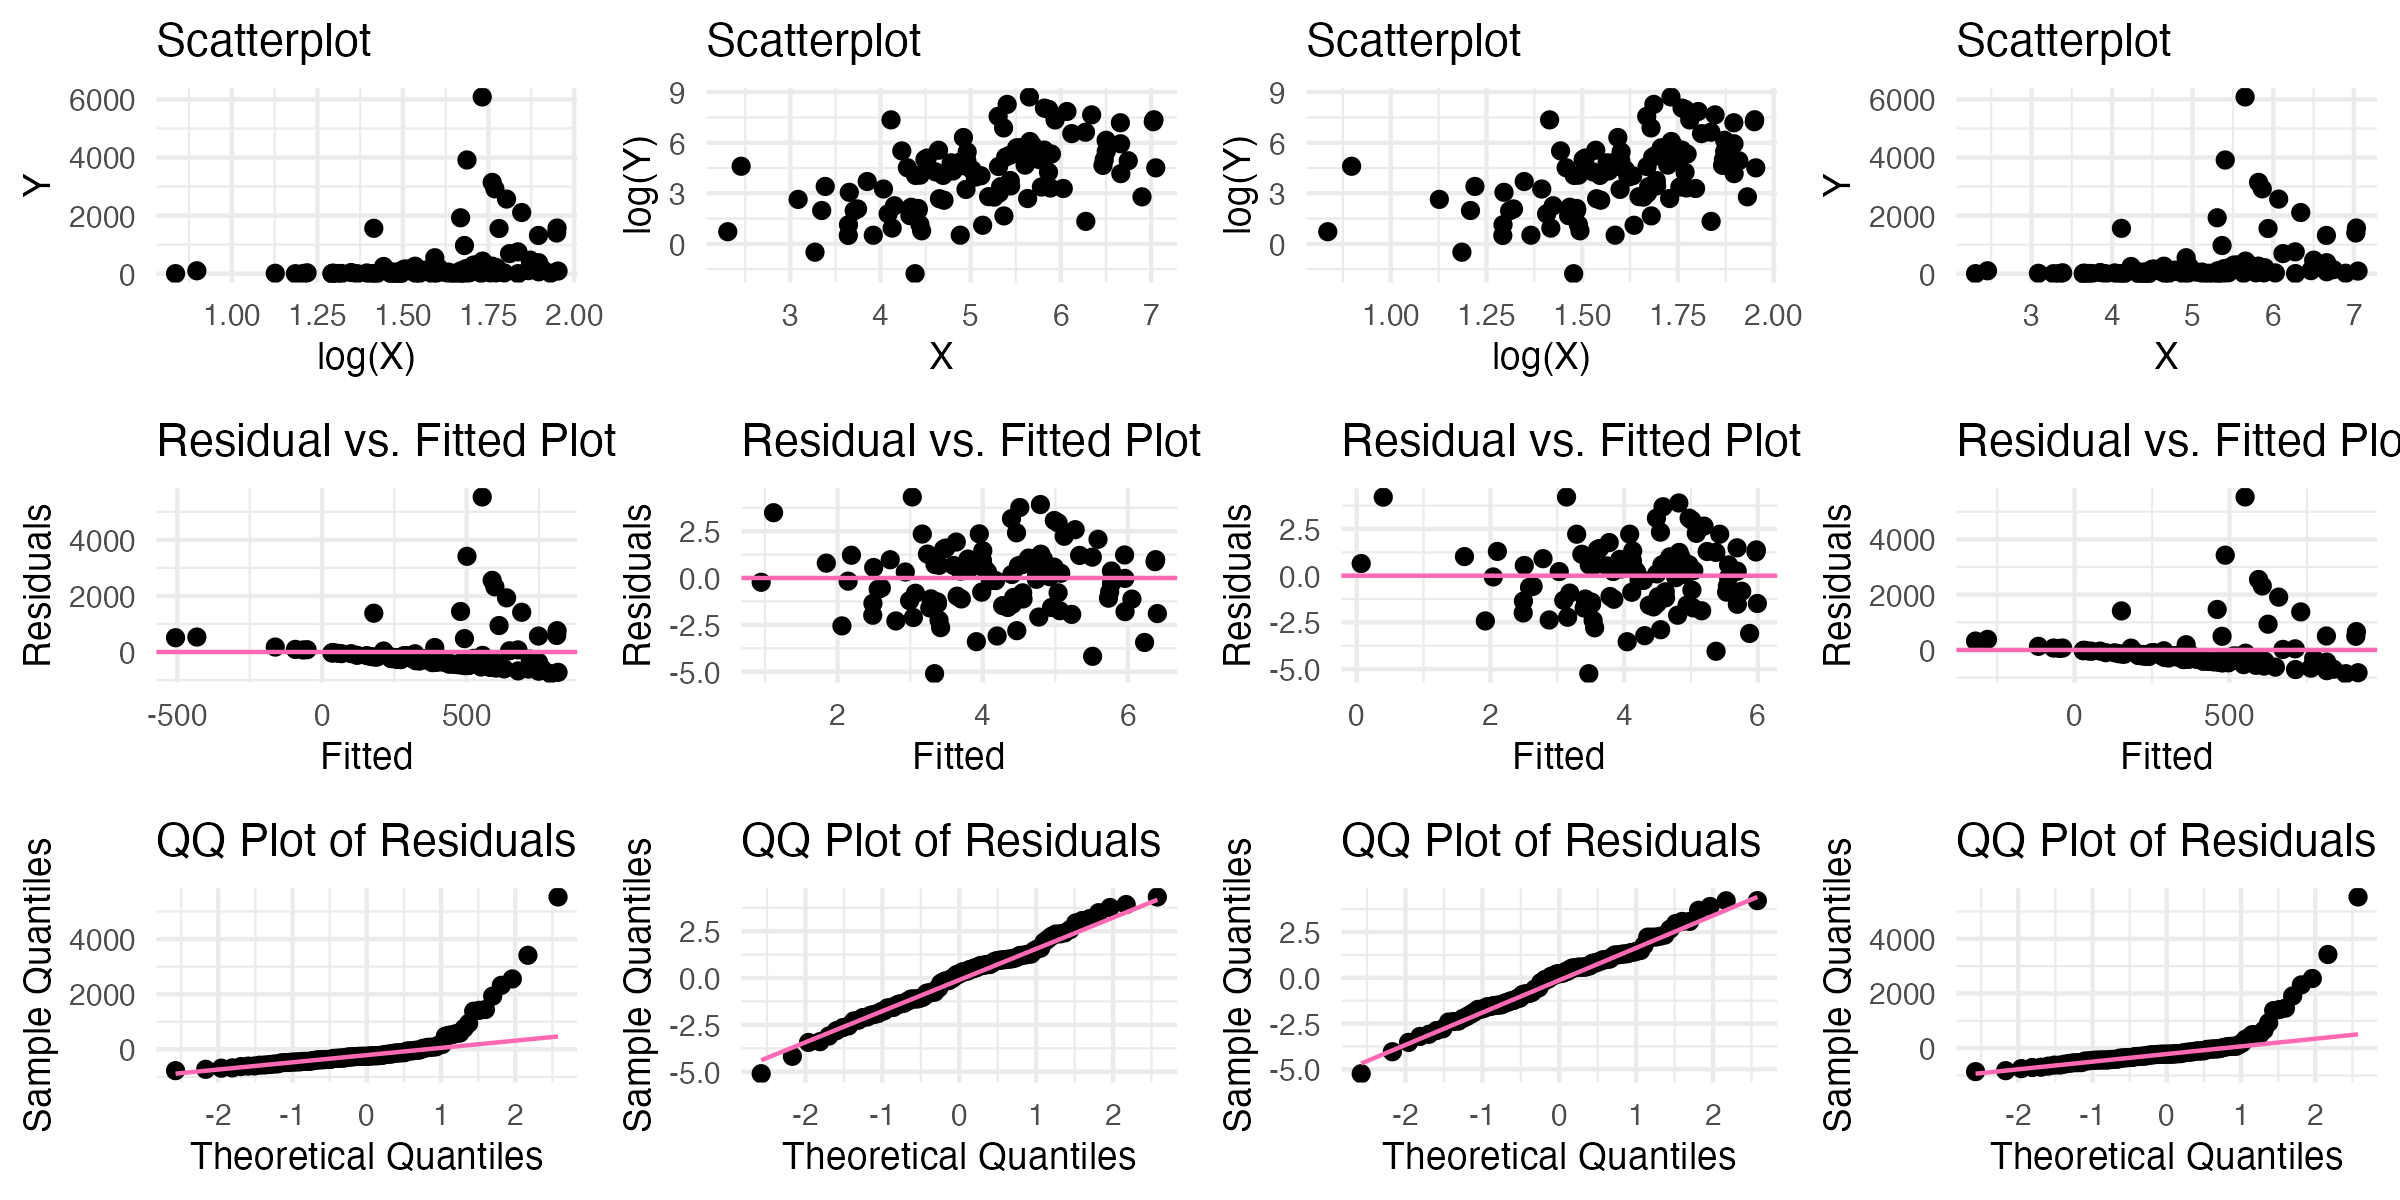 Scatterplot Scatterplot Scatterplot Scatterplot
Y log(Y) log(Y) Y
6000 9 9 6000
4000 6 6 4000
2000 3 3 2000
0 0 0 0
1.00 1.25 1.50 1.75 2.00 3 4 5 6 7 1.00 1.25 1.50 1.75 2.00 3 4 5 6 7
log(X) X log(X) X
Residual vs. Fitted Plot Residual vs. Fitted Plot Residual vs. Fitted Plot Residual vs. Fitted Plo
Residuals Residuals Residuals Residuals
4000 2.5 2.5 4000
2000 0.0 0.0 2000
0 -2.5 -2.5 0
-5.0 -5.0
-500 0 500 2 4 6 0 2 4 6 0 500
Fitted Fitted Fitted Fitted
QQ Plot of Residuals QQ Plot of Residuals QQ Plot of Residuals QQ Plot of Residuals
Sample Quantiles Sample Quantiles Sample Quantiles Sample Quantiles
4000 2.5 2.5 4000
2000 0.0 0.0 2000
0 -2.5 -2.5 0
-5.0 -5.0
-2 -1 0 1 2 -2 -1 0 1 2 -2 -1 0 1 2 -2 -1 0 1 2
Theoretical Quantiles Theoretical Quantiles Theoretical Quantiles Theoretical Quantiles